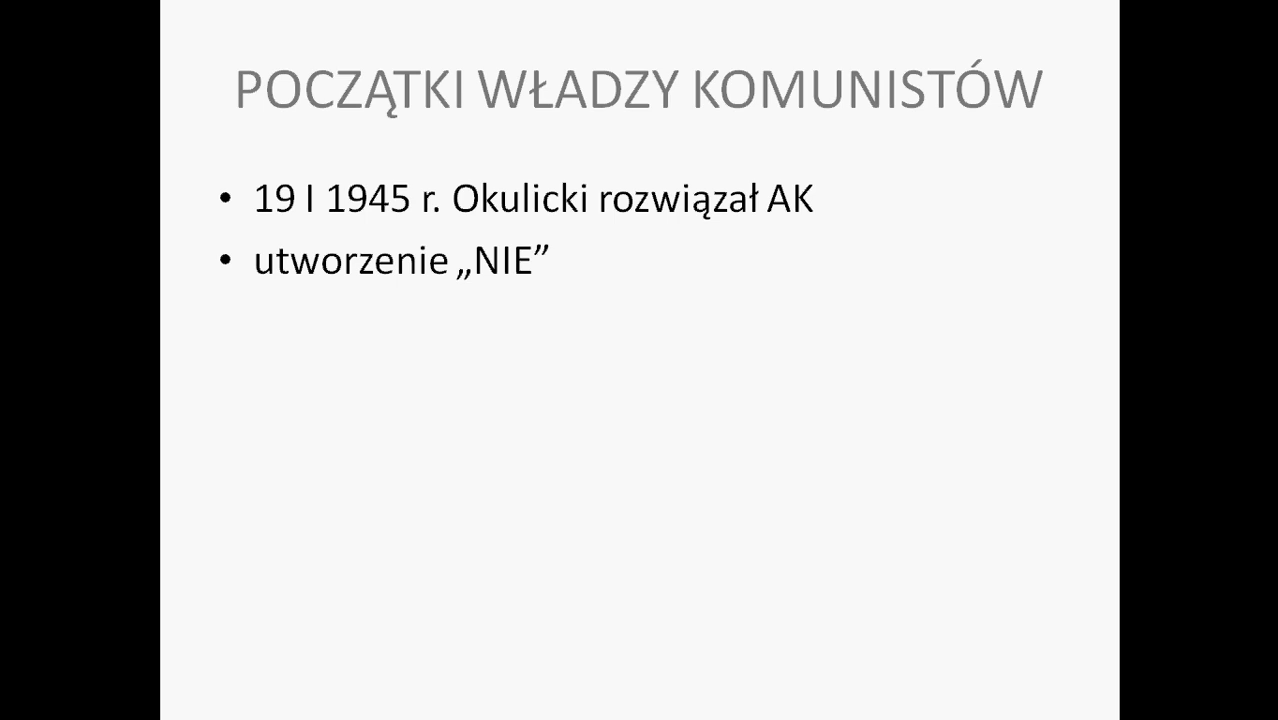 POCZĄTKI WŁADZY KOMUNISTÓW
• 19 I 1945 r. Okulicki rozwiązał AK
• utworzenie „NIE”